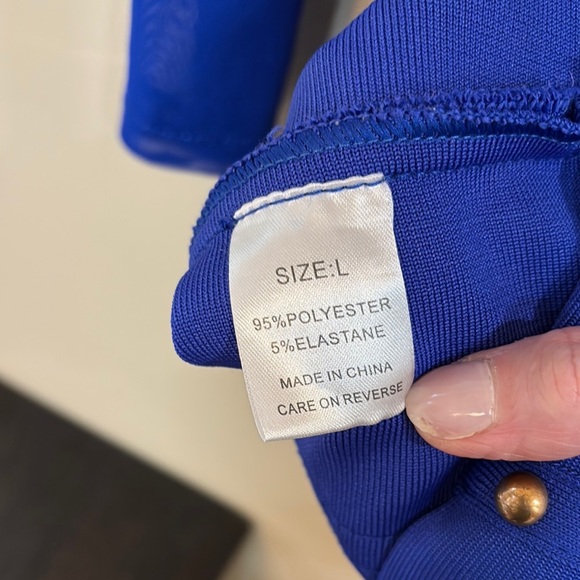 SIZE:L
95%POLYESTER
5%ELASTANE
MADE IN CHINA
CARE ON REVERSE